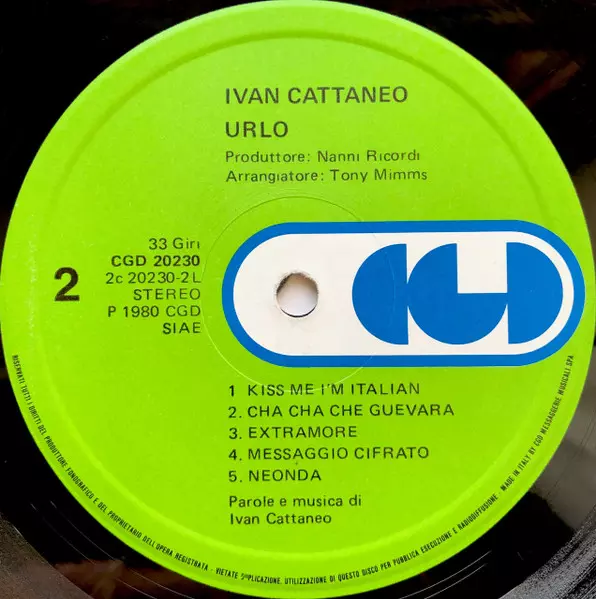 IVAN CATTANEO
URLO
Produttore: Nanni Ricordi
Arrangiatore: Tony Mimms
33 Giri
CGD 20230
2c 20230-2L
STEREO
P 1980 CGD
SIAE
2
CGD
1 KISS ME I'M ITALIAN
2. CHA CHA CHE GUEVARA
3. EXTRAMORE
4. MESSAGGIO CIFRATO
5. NEONDA
Parole e musica di
Ivan Cattaneo
RISERVATI TUTTI I DIRITTI DEL PRODUTTORE FONOGRAFICO E DEL PROPRIETARIO DELL'OPERA REGISTRATA - VIETATE DUPLICAZIONE, UTILIZZAZIONE DI QUESTO DISCO PER PUBBLICA ESECUZIONE E RADIODIFFUSIONE - MADE IN ITALY BY CGD MESSAGGERIE MUSICALI SPA.